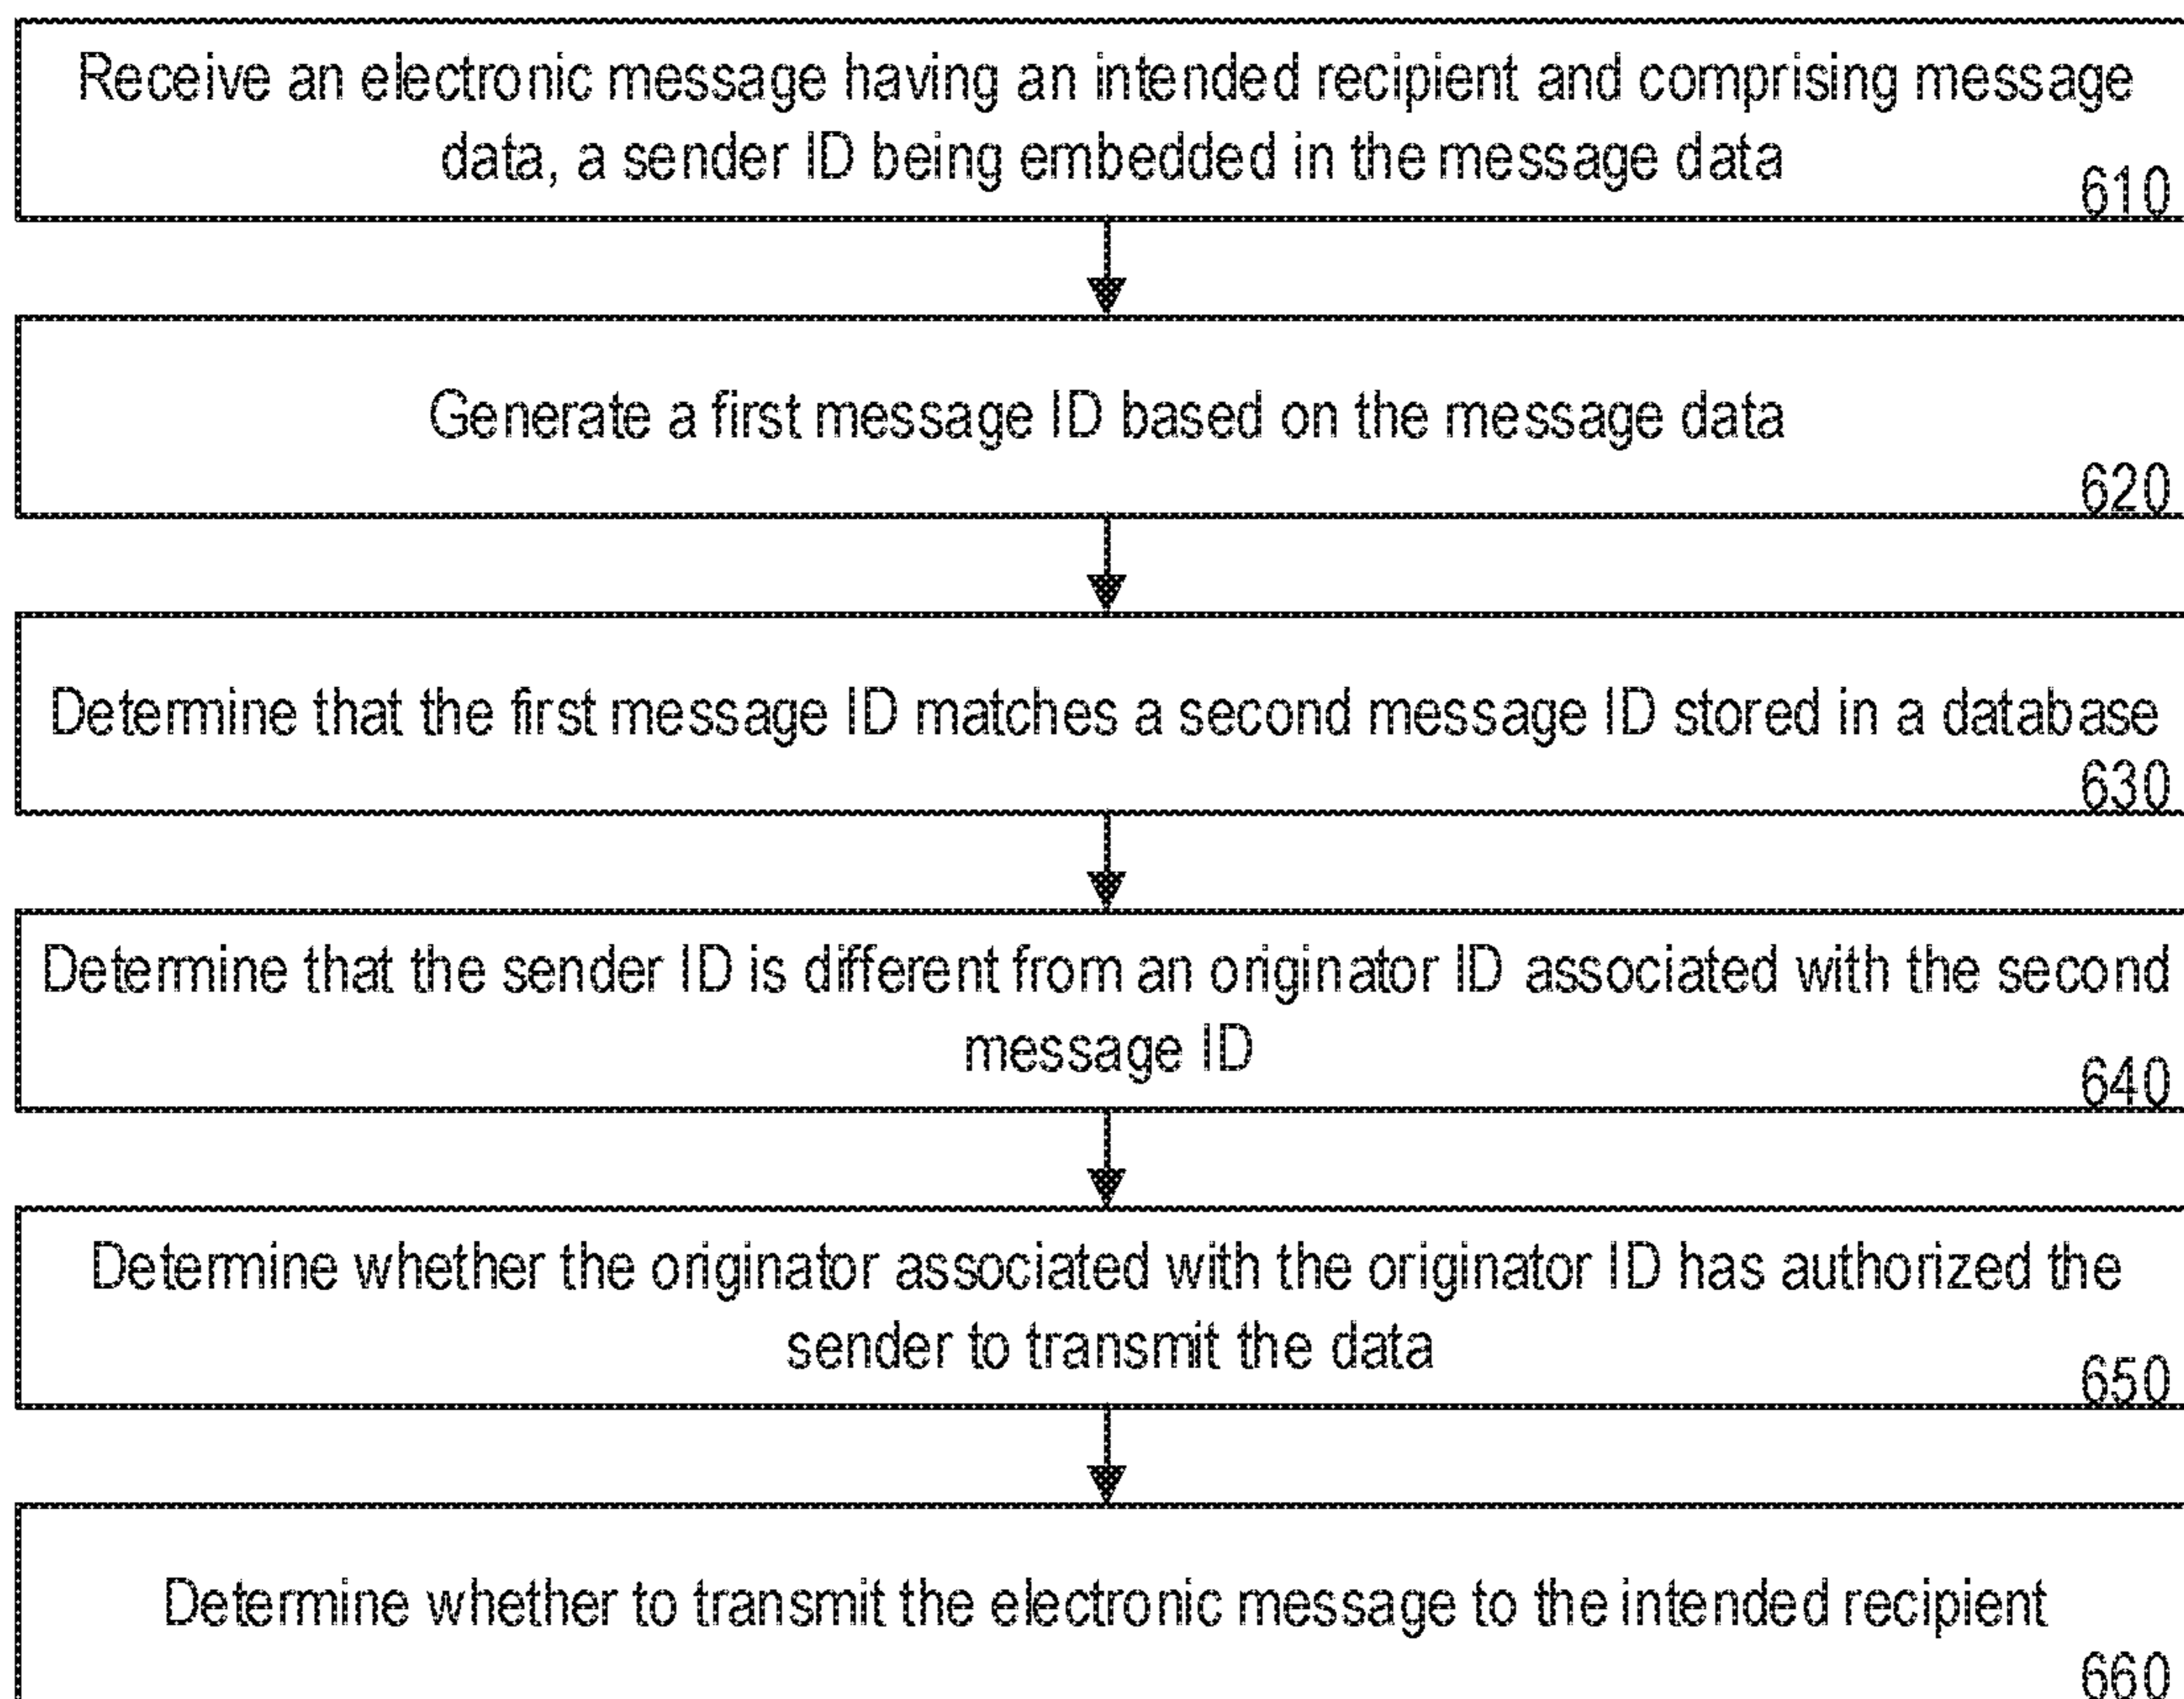 Receive an electronic message having an intended recipient and comprising message
data, a sender ID being embedded in the message data
610
Generate a first message ID based on the message data
620
Determine that the first message ID matches a second message ID stored in a database
630
Determine that the sender ID is different from an originator ID associated with the second
message ID
640
Determine whether the originator associated with the originator ID has authorized the
sender to transmit the data
650
Determine whether to transmit the electronic message to the intended recipient
660